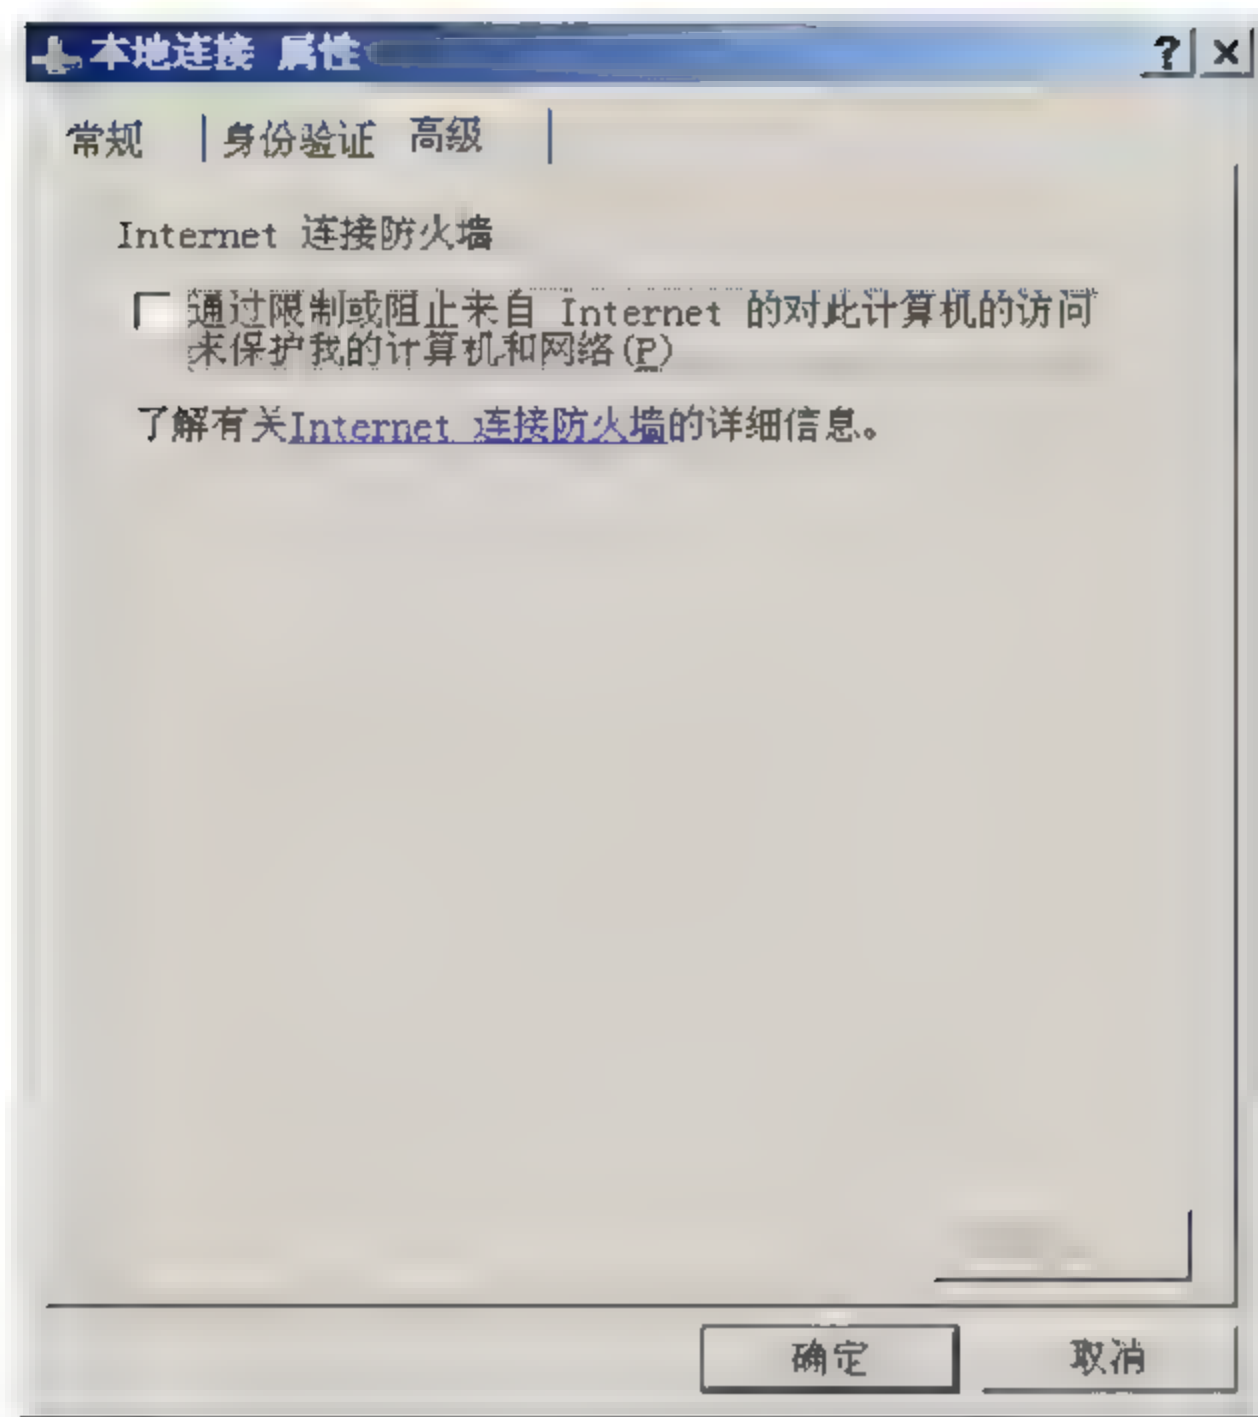 本地连接 属性
常规 身份验证 高级
Internet 连接防火墙
通过限制或阻止来自 Internet 的对此计算机的访问
来保护我的计算机和网络(P)
了解有关Internet 连接防火墙的详细信息。
确定 取消